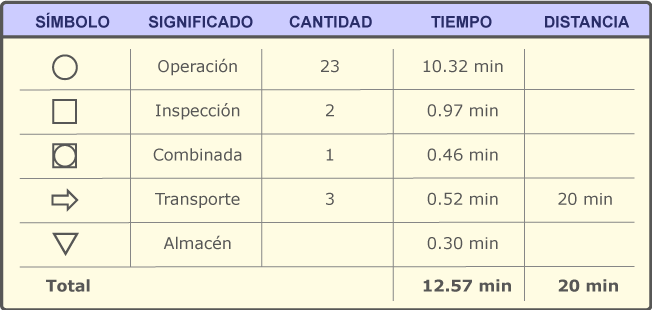 SÍMBOLO SIGNIFICADO CANTIDAD TIEMPO DISTANCIA
Operación 23 10.32 min
Inspección 2 0.97 min
Combinada 1 0.46 min
Transporte 3 0.52 min 20 min
Almacén 0.30 min
Total 12.57 min 20 min